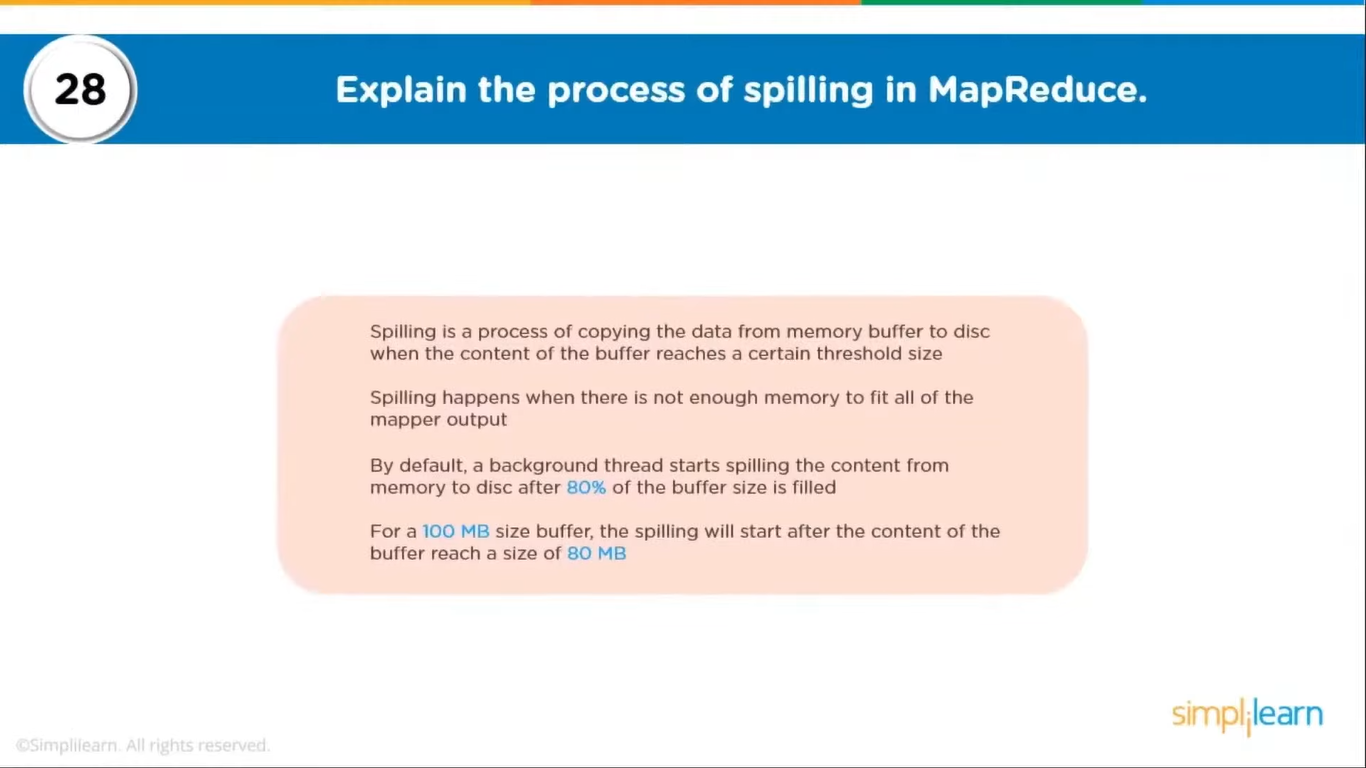 28
Explain the process of spilling in MapReduce.
Spilling is a process of copying the data from memory buffer to disc
when the content of the buffer reaches a certain threshold size
Spilling happens when there is not enough memory to fit all of the
mapper output
By default, a background thread starts spilling the content from
memory to disc after 80% of the buffer size is filled
For a 100 MB size buffer, the spilling will start after the content of the
buffer reach a size of 80 MB
simplilearn
©Simplilearn. All rights reserved.